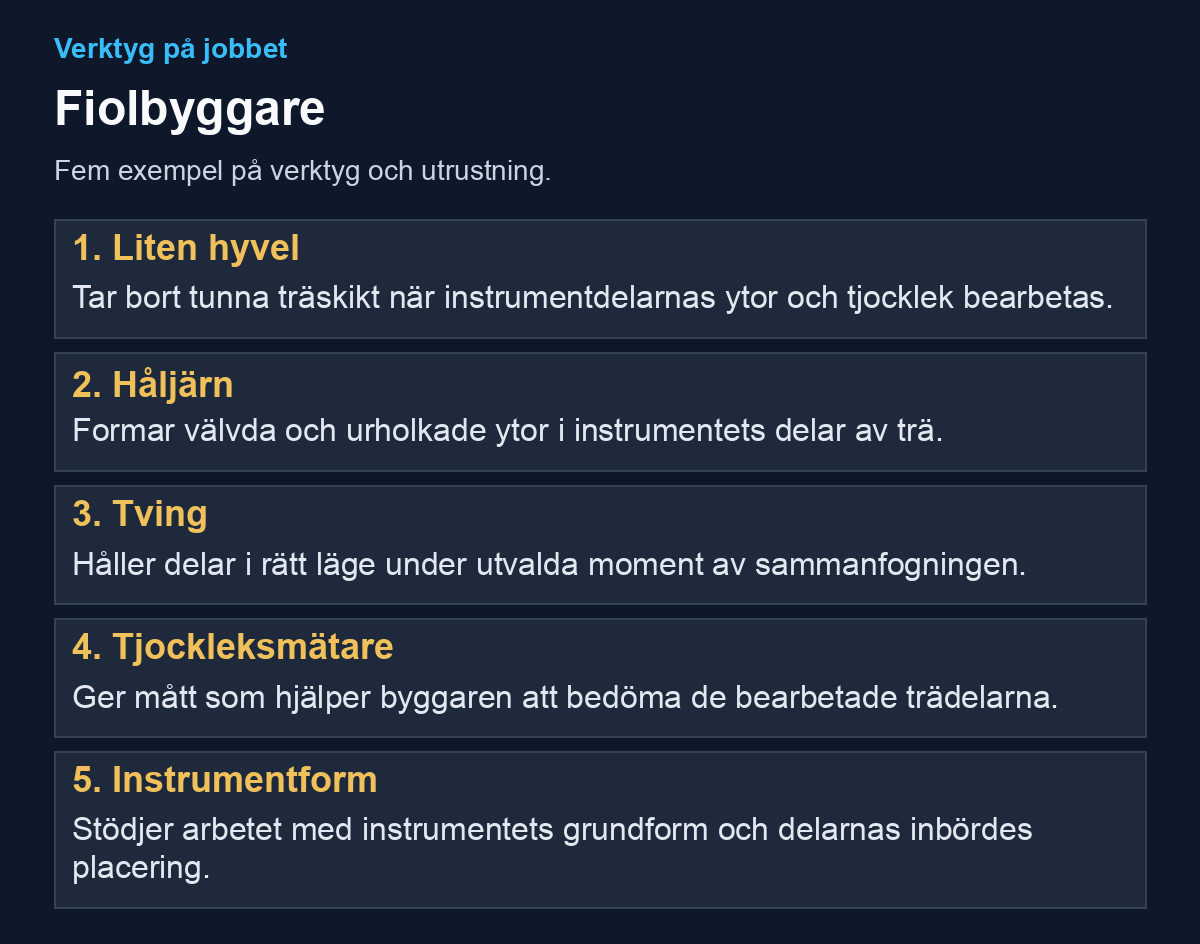 Verktyg på jobbet
Fiolbyggare
Fem exempel på verktyg och utrustning.
1. Liten hyvel
Tar bort tunna träskikt när instrumentdelarnas ytor och tjocklek bearbetas.
2. Håljärn
Formar välvda och urholkade ytor i instrumentets delar av trä.
3. Tving
Håller delar i rätt läge under utvalda moment av sammanfogningen.
4. Tjockleksmätare
Ger mått som hjälper byggaren att bedöma de bearbetade trädelarna.
5. Instrumentform
Stödjer arbetet med instrumentets grundform och delarnas inbördes
placering.